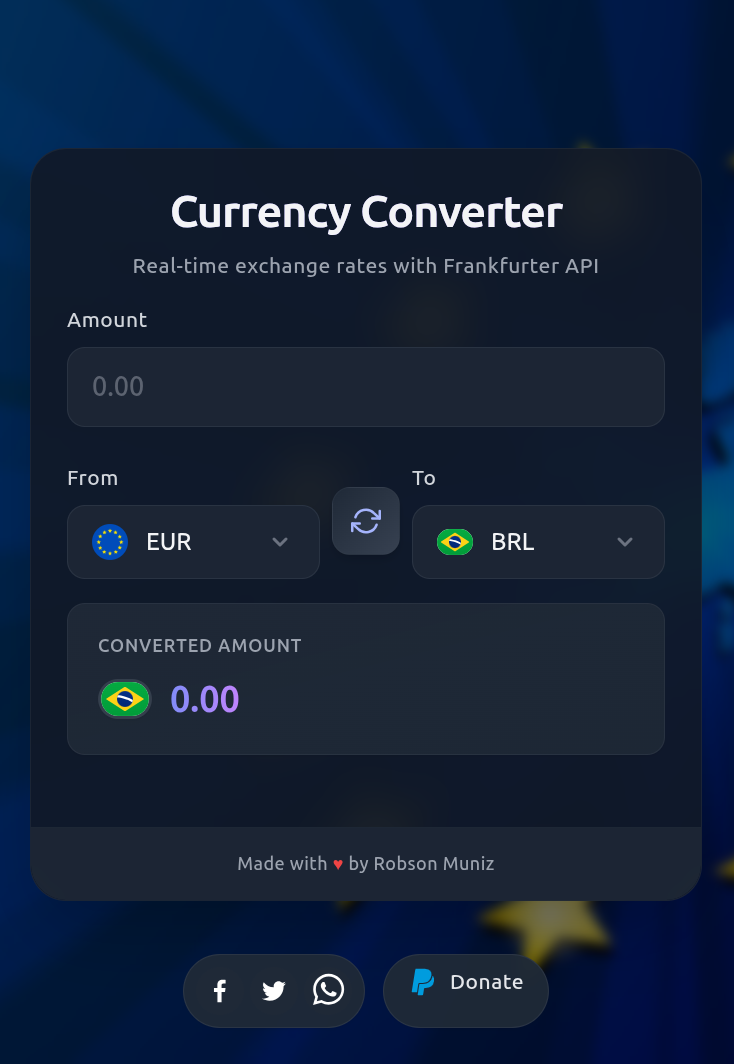 Currency Converter
Real-time exchange rates with Frankfurter API
Amount
0.00
From
To
EUR
BRL
CONVERTED AMOUNT
0.00
Made with ♥ by Robson Muniz
Donate